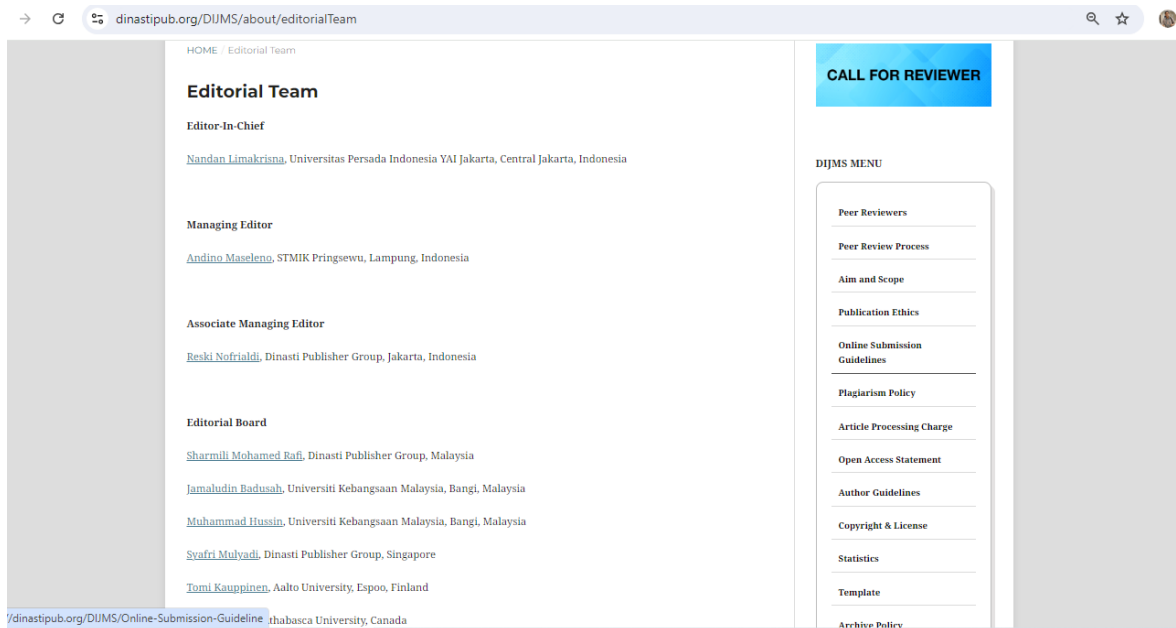 dinastipub.org/DIJMS/about/editorialTeam
HOME / Editorial Team
Editorial Team
Editor-In-Chief
Nandan Limakrisna, Universitas Persada Indonesia YAI Jakarta, Central Jakarta, Indonesia
Managing Editor
Andino Maseleno, STMIK Pringsewu, Lampung, Indonesia
Associate Managing Editor
Reski Nofrialdi, Dinasti Publisher Group, Jakarta, Indonesia
Editorial Board
Sharmili Mohamed Rafi, Dinasti Publisher Group, Malaysia
Jamaludin Badusah, Universiti Kebangsaan Malaysia, Bangi, Malaysia
Muhammad Hussin, Universiti Kebangsaan Malaysia, Bangi, Malaysia
Syafri Mulyadi, Dinasti Publisher Group, Singapore
Tomi Kauppinen, Aalto University, Espoo, Finland
thabasca University, Canada
/dinastipub.org/DIJMS/Online-Submission-Guideline
CALL FOR REVIEWER
DIJMS MENU
Peer Reviewers
Peer Review Process
Aim and Scope
Publication Ethics
Online Submission
Guidelines
Plagiarism Policy
Article Processing Charge
Open Access Statement
Author Guidelines
Copyright & License
Statistics
Template
Archive Policy